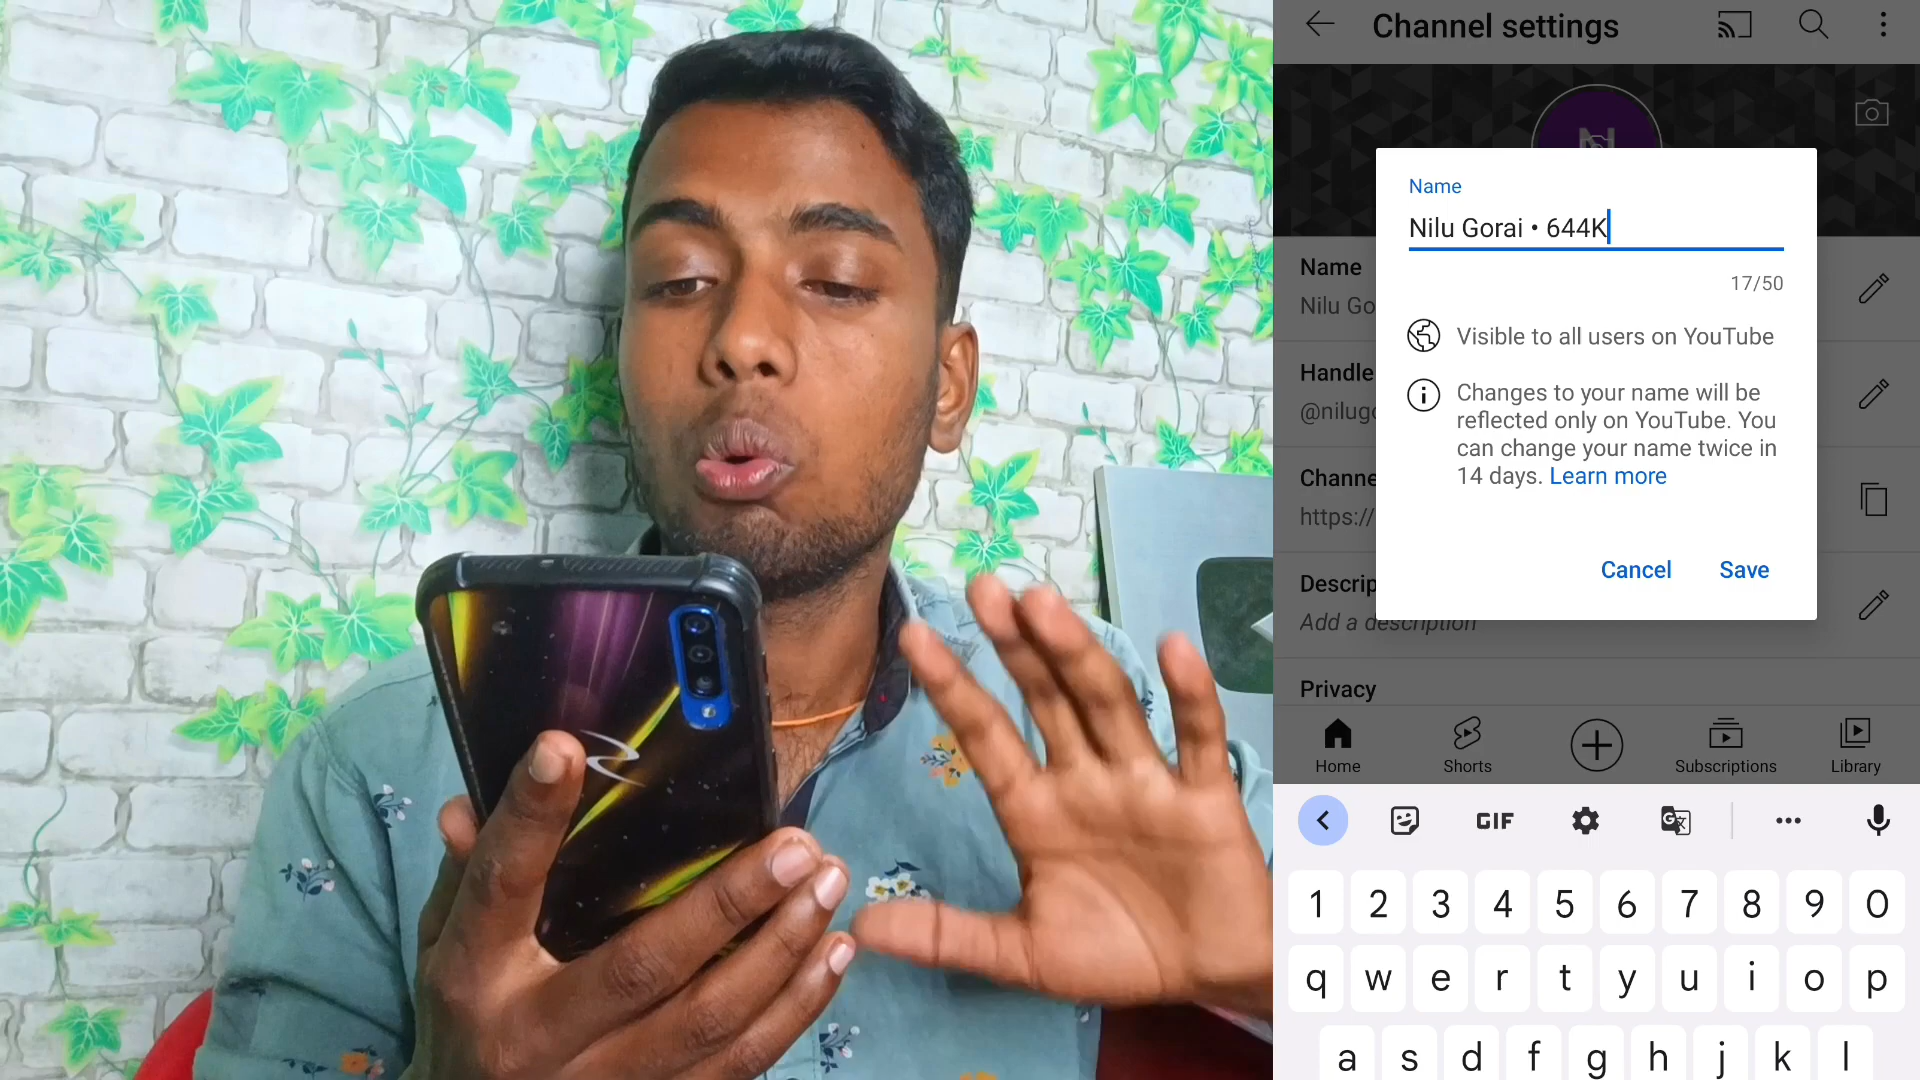 Channel settings
N
Name
Nilu Gorai • 644K
17/50
Visible to all users on YouTube
Changes to your name will be
reflected only on YouTube. You
can change your name twice in
14 days. Learn more
Cancel
Save
Name
Nilu Go
Handle
@nilugo
Channe
https://
Descrip
Add a description
Privacy
Home
Shorts
Subscriptions
Library
GIF
1 2 3 4 5 6 7 8 9 0
q w e r t y u i o p
a s d f g h j k l